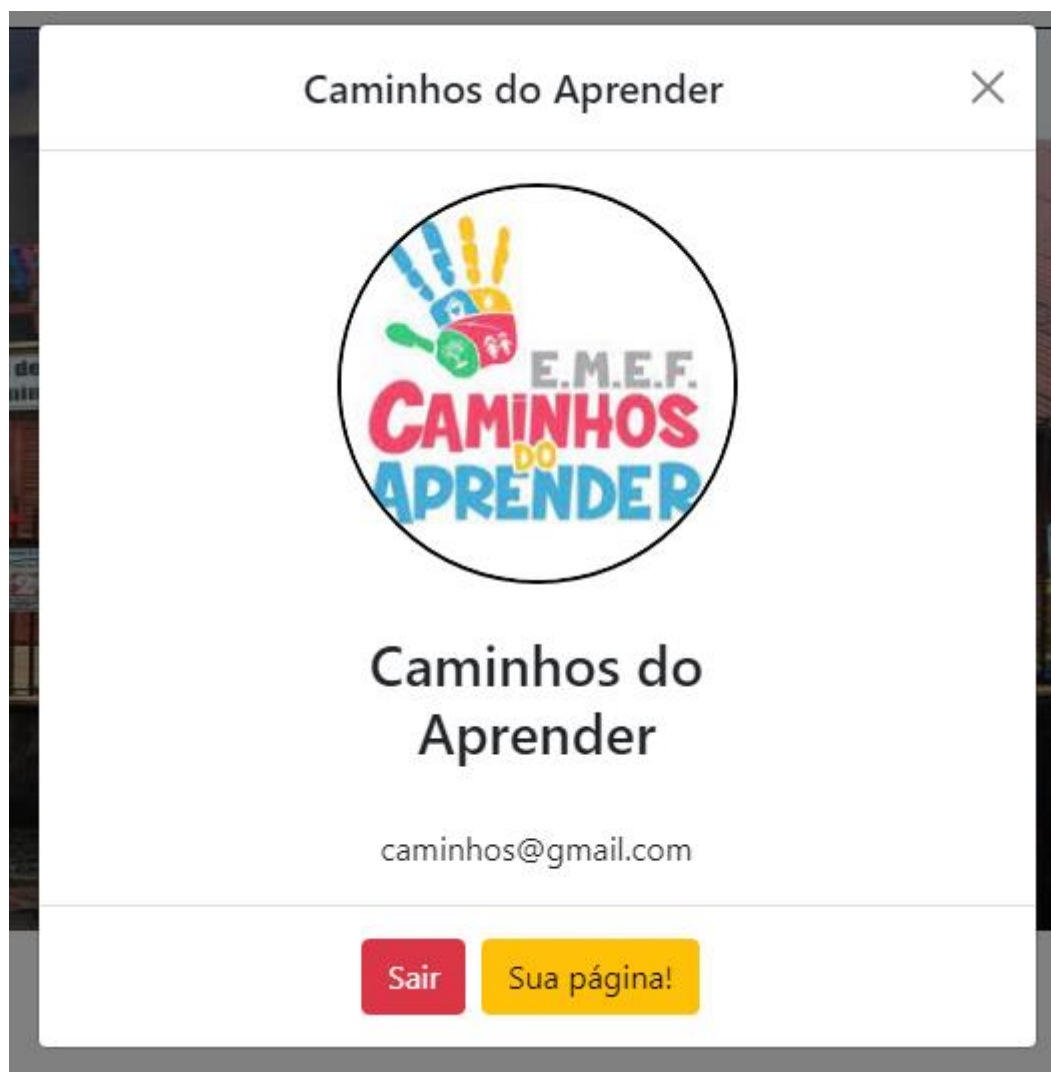 Caminhos do Aprender
E.M.E.F.
CAMINHOS
DO
APRENDER
Caminhos do
Aprender
caminhos@gmail.com
Sair
Sua página!